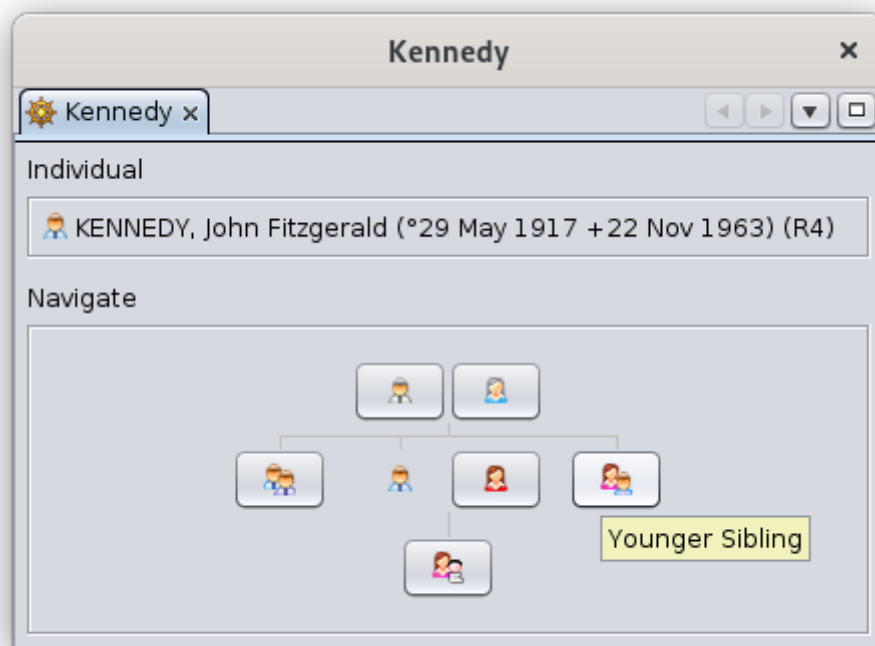 Kennedy
Kennedy
Individual
KENNEDY, John Fitzgerald (°29 May 1917 +22 Nov 1963) (R4)
Navigate
Younger Sibling